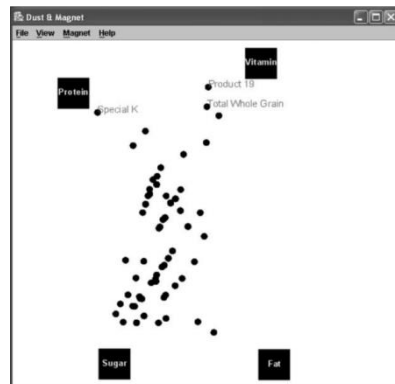 Dust & Magnet
File View Magnet Help
Vitamin
Product 19
Protein
Total Whole Grain
Special K
Sugar
Fat